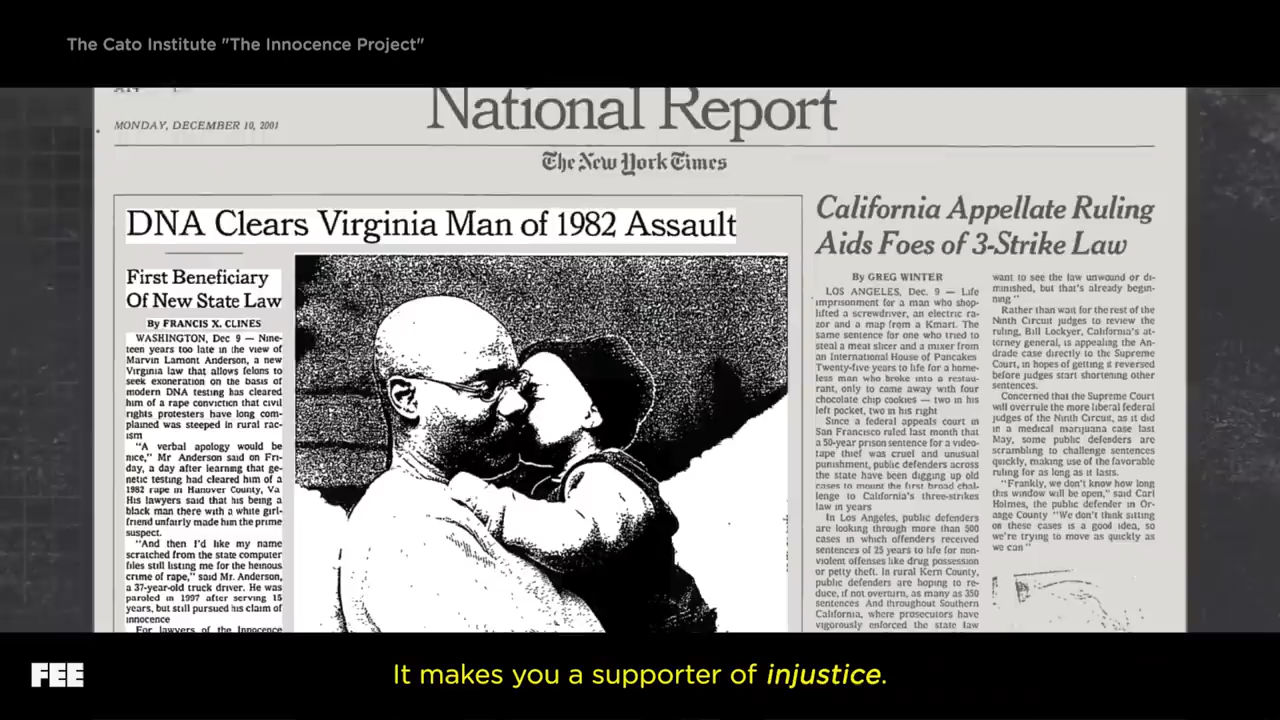 The Cato Institute "The Innocence Project"
National Report
MONDAY, DECEMBER 10, 2001
The New York Times
DNA Clears Virginia Man of 1982 Assault
First Beneficiary
Of New State Law
By FRANCIS X. CLINES
WASHINGTON, Dec 9 — Nine-
teen years too late in the view of
Marvin Lamont Anderson, a new
Virginia law that allows felons to
seek exoneration on the basis of
modern DNA testing has cleared
him of a rape conviction that civil
rights protesters have long com-
plained was steeped in rural rac-
ism
"A verbal apology would be
nice," Mr Anderson said on Fri-
day, a day after learning that ge-
netic testing had cleared him of a
1982 rape in Hanover County, Va
His lawyers said that his being a
black man there with a white girl-
friend unfairly made him the prime
suspect.
"And then I'd like my name
scratched from the state computer
files still listing me for the heinous
crime of rape," said Mr. Anderson,
a 37-year-old truck driver. He was
paroled in 1997 after serving 15
years, but still pursued his claim of
innocence
For lawyers of the Innocence
California Appellate Ruling
Aids Foes of 3-Strike Law
By GREG WINTER
LOS ANGELES, Dec. 9 — Life
imprisonment for a man who shop-
lifted a screwdriver, an electric ra-
zor and a map from a Kmart. The
same sentence for one who tried to
steal a meat slicer and a mixer from
an International House of Pancakes
Twenty-five years to life for a home-
less man who broke into a restau-
rant, only to come away with four
chocolate chip cookies — two in his
left pocket, two in his right
Since a federal appeals court in
San Francisco ruled last month that
a 50-year prison sentence for a video-
tape thief was cruel and unusual
punishment, public defenders across
the state have been digging up old
cases to mount the first broad chal-
lenge to California's three-strikes
law in years
In Los Angeles, public defenders
are looking through more than 500
cases in which offenders received
sentences of 25 years to life for non-
violent offenses like drug possession
or petty theft. In rural Kern County,
public defenders are hoping to re-
duce, if not overturn, as many as 350
sentences And throughout Southern
California, where prosecutors have
vigorously enforced the state law
want to see the law unwound or di-
minished, but that's already begin-
ning"
Rather than wait for the rest of the
Ninth Circuit judges to review the
ruling, Bill Lockyer, California's at-
torney general, is appealing the An-
drade case directly to the Supreme
Court, in hopes of getting it reversed
before judges start shortening other
sentences.
Concerned that the Supreme Court
will overrule the more liberal federal
judges of the Ninth Circuit, as it did
in a medical marijuana case last
May, some public defenders are
scrambling to challenge sentences
quickly, making use of the favorable
ruling for as long as it lasts.
"Frankly, we don't know how long
this window will be open," said Carl
Holmes, the public defender in Or-
ange County "We don't think sitting
on these cases is a good idea, so
we're trying to move as quickly as
we can"
FEE
It makes you a supporter of injustice.